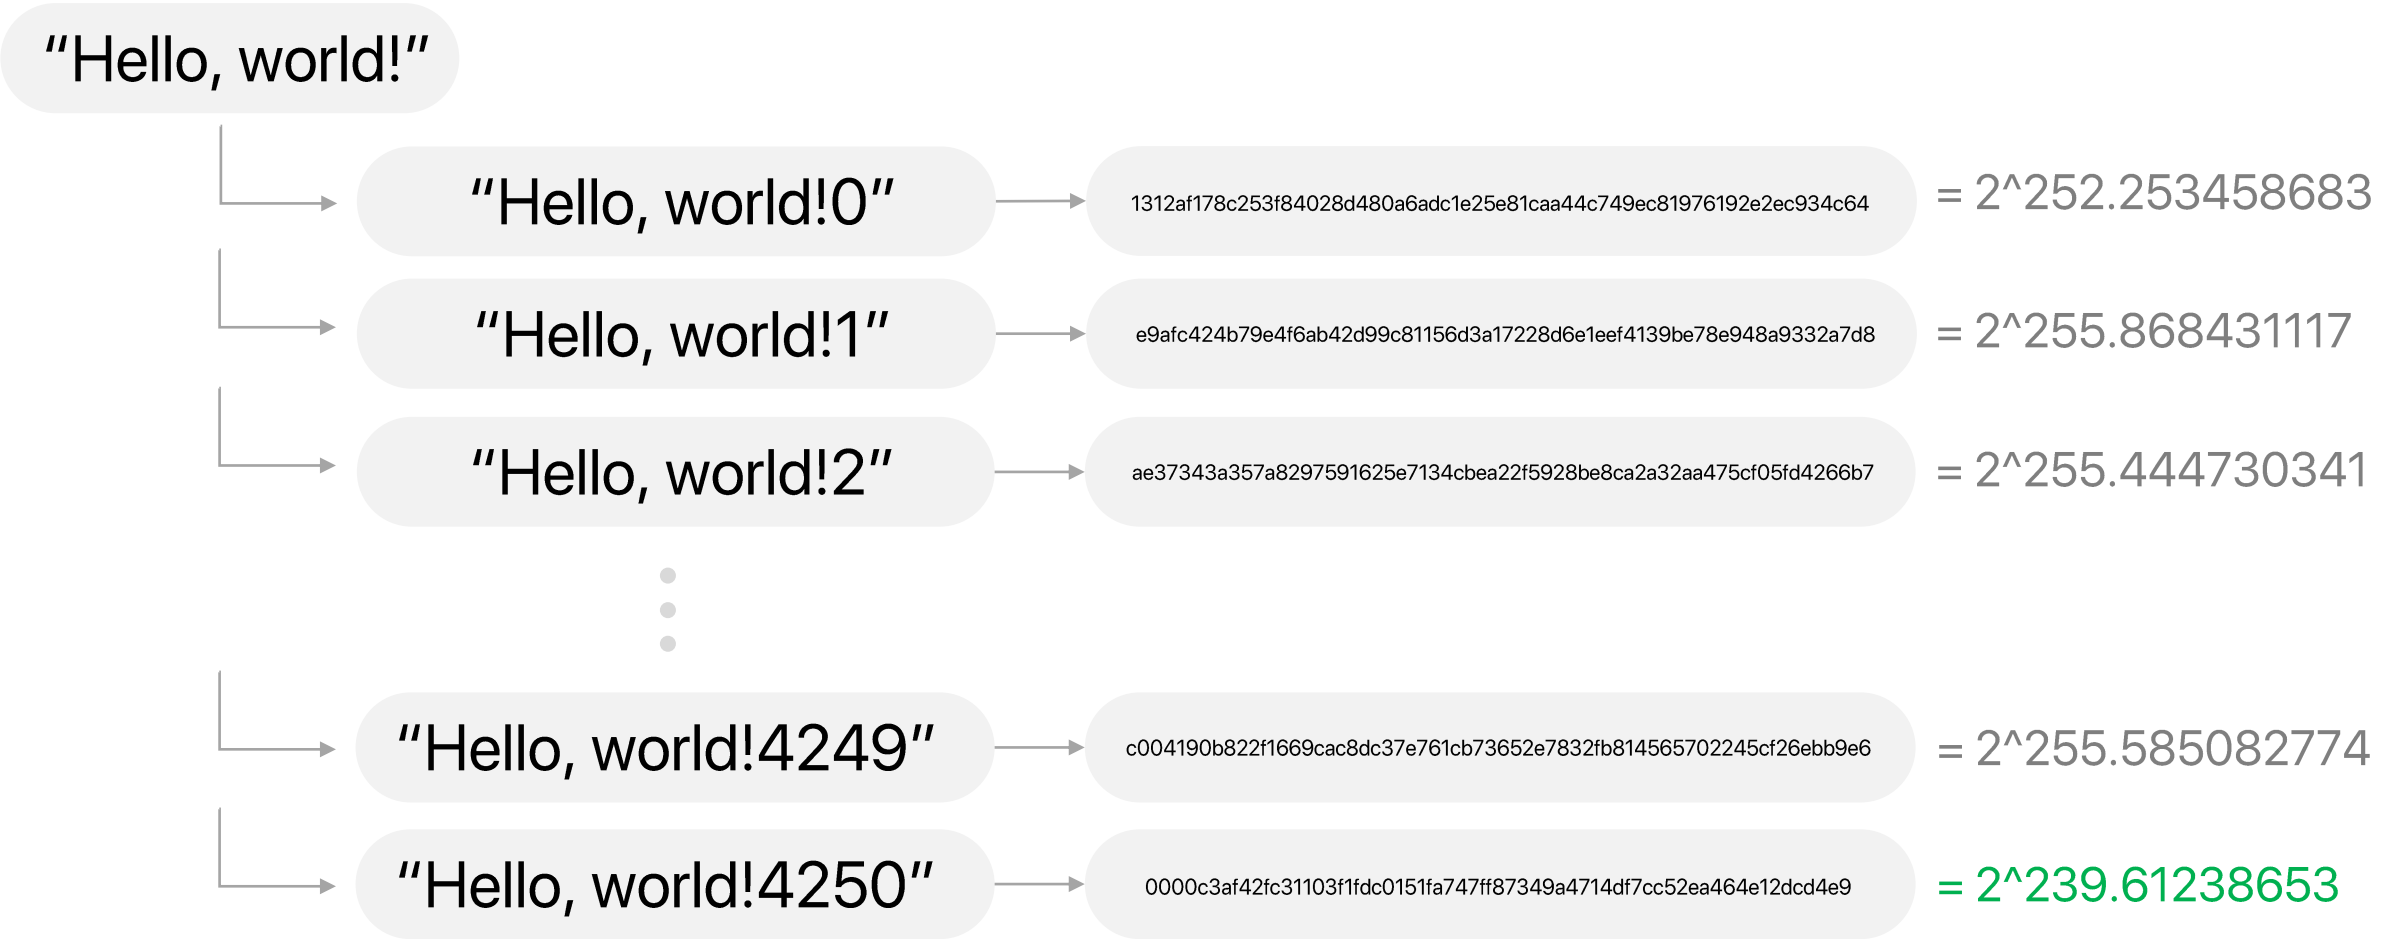 “Hello, world!”
“Hello, world!0” 1312af178c253f84028d480a6adc1e25e81caa44c749ec81976192e2ec934c64 = 2^252.253458683
“Hello, world!1” e9afc424b79e4f6ab42d99c81156d3a17228d6e1eef4139be78e948a9332a7d8 = 2^255.868431117
“Hello, world!2” ae37343a357a8297591625e7134cbea22f5928be8ca2a32aa475cf05fd4266b7 = 2^255.444730341
“Hello, world!4249” c004190b822f1669cac8dc37e761cb73652e7832fb814565702245cf26ebb9e6 = 2^255.585082774
“Hello, world!4250” 0000c3af42fc31103f1fdc0151fa747ff87349a4714df7cc52ea464e12dcd4e9 = 2^239.61238653